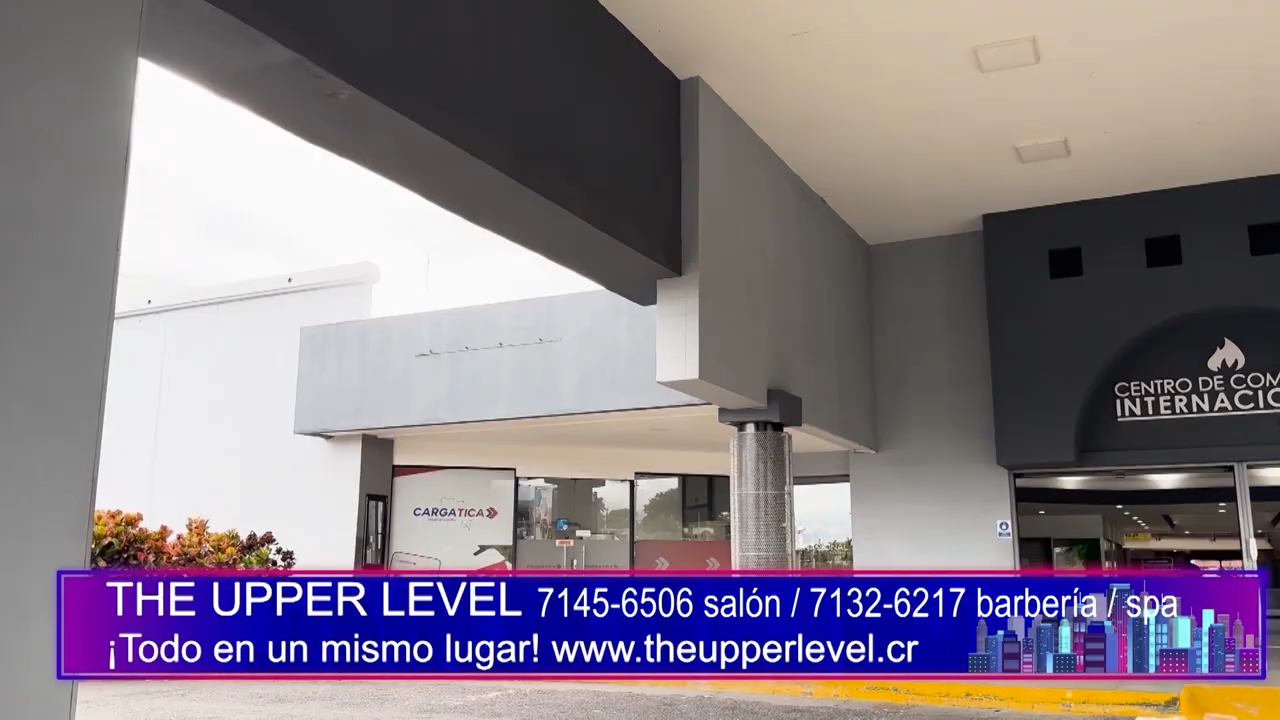 CENTRO DE COM
INTERNACIO
CARGATICA
THE UPPER LEVEL 7145-6506 salón / 7132-6217 barbería / spa
¡Todo en un mismo lugar! www.theupperlevel.cr